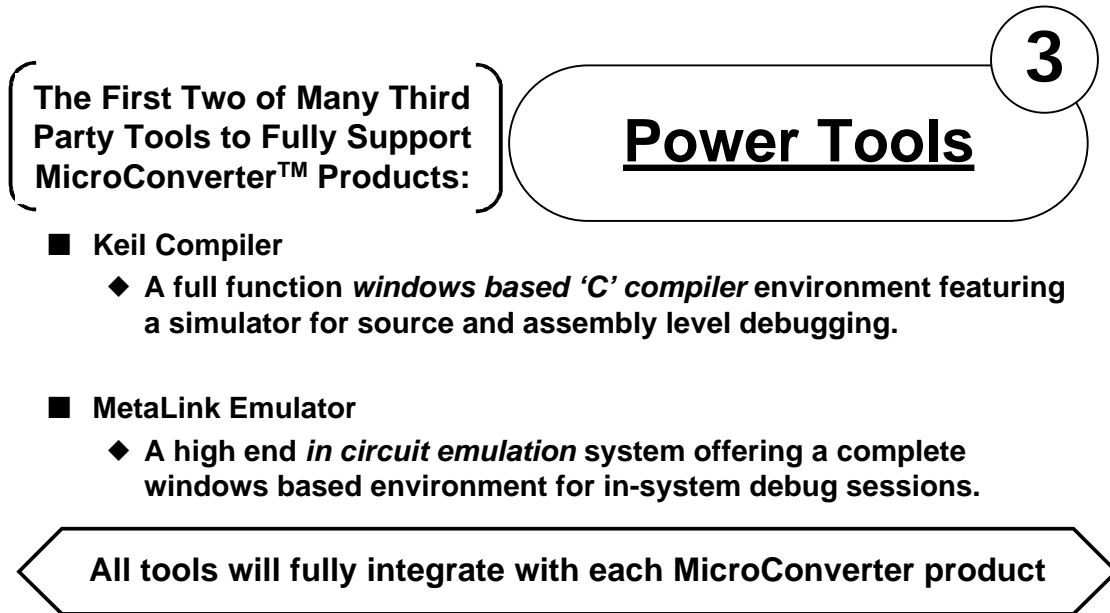 3
The First Two of Many Third
Party Tools to Fully Support
MicroConverter™ Products:
Power Tools
■ Keil Compiler
◆ A full function windows based ‘C’ compiler environment featuring
a simulator for source and assembly level debugging.
■ MetaLink Emulator
◆ A high end in circuit emulation system offering a complete
windows based environment for in-system debug sessions.
All tools will fully integrate with each MicroConverter product